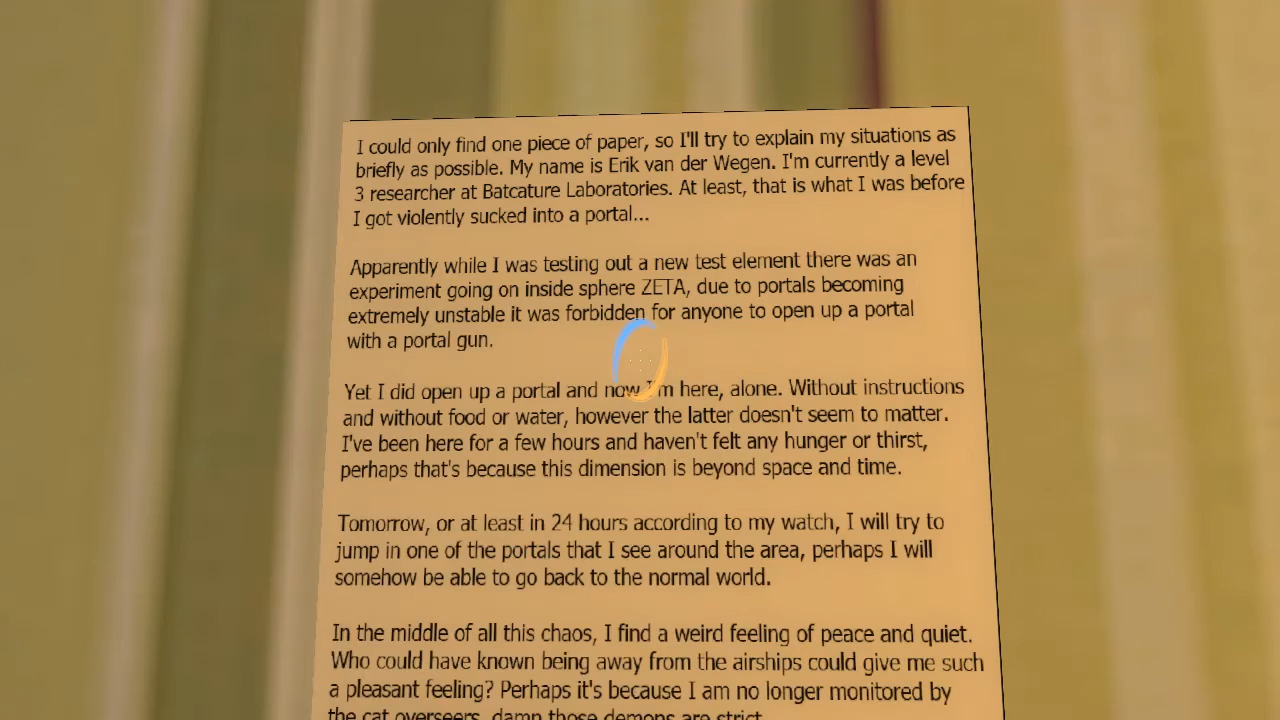 I could only find one piece of paper, so I'll try to explain my situations as
briefly as possible. My name is Erik van der Wegen. I'm currently a level
3 researcher at Batcature Laboratories. At least, that is what I was before
I got violently sucked into a portal...
Apparently while I was testing out a new test element there was an
experiment going on inside sphere ZETA, due to portals becoming
extremely unstable it was forbidden for anyone to open up a portal
with a portal gun.
Yet I did open up a portal and now I'm here, alone. Without instructions
and without food or water, however the latter doesn't seem to matter.
I've been here for a few hours and haven't felt any hunger or thirst,
perhaps that's because this dimension is beyond space and time.
Tomorrow, or at least in 24 hours according to my watch, I will try to
jump in one of the portals that I see around the area, perhaps I will
somehow be able to go back to the normal world.
In the middle of all this chaos, I find a weird feeling of peace and quiet.
Who could have known being away from the airships could give me such
a pleasant feeling? Perhaps it's because I am no longer monitored by
the cat overseers, damn those demons are strict.